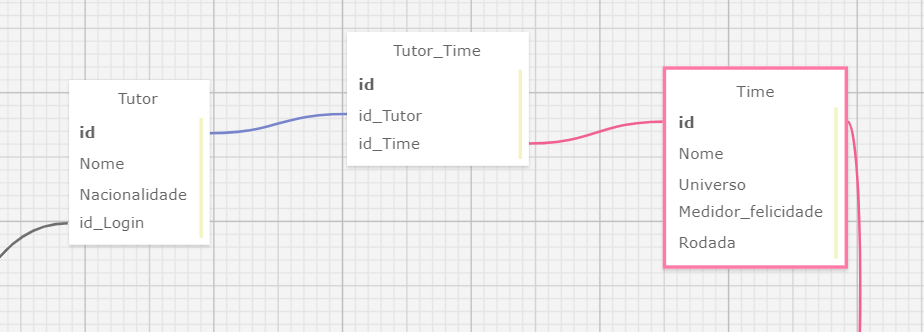 Tutor
id
Nome
Nacionalidade
id_Login
Tutor_Time
id
id_Tutor
id_Time
Time
id
Nome
Universo
Medidor_felicidade
Rodada